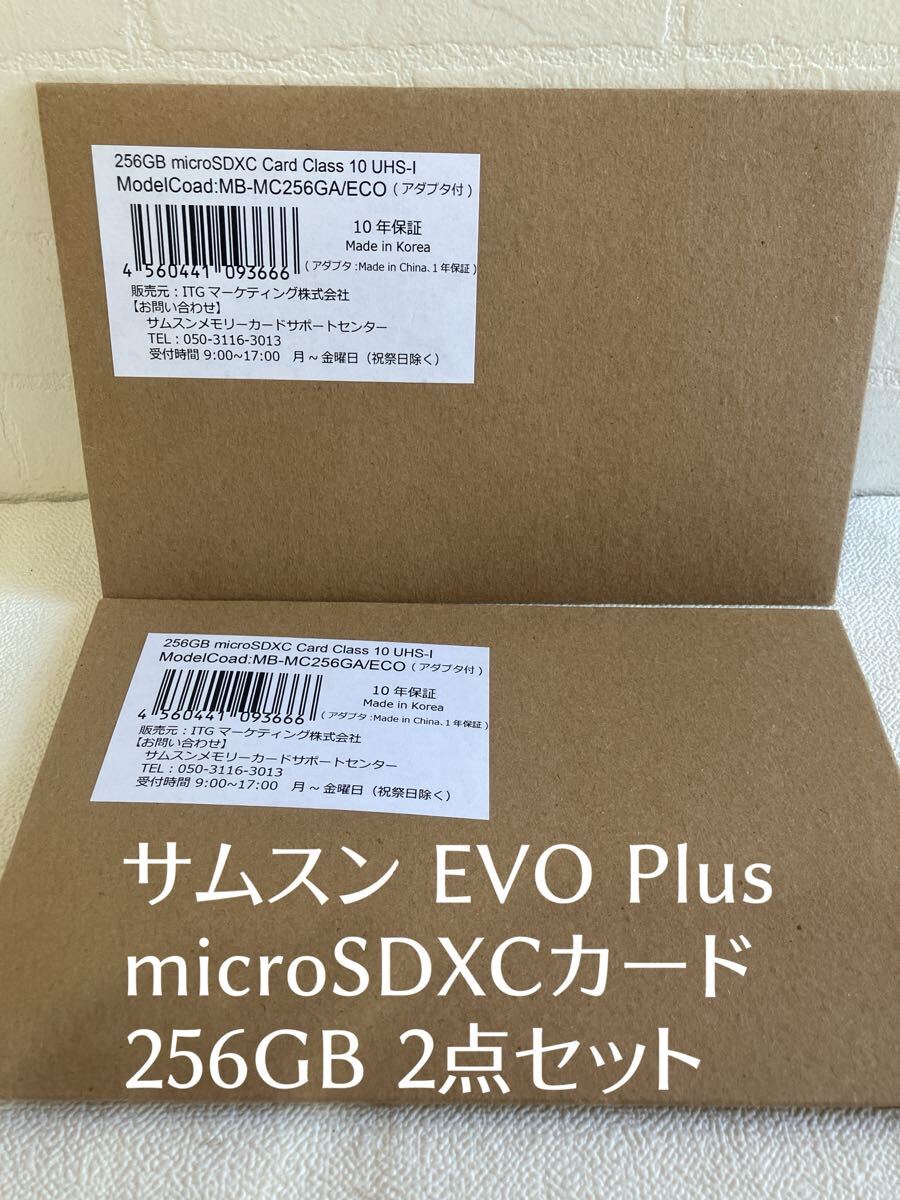 256GB microSDXC Card Class 10 UHS-I
ModelCoad:MB-MC256GA/ECO (アダプタ付)
10年保証
Made in Korea
4 560441 093666
(アダプタ:Made in China、1年保証)
販売元:ITGマーケティング株式会社
【お問い合わせ】
サムスンメモリーカードサポートセンター
TEL:050-3116-3013
受付時間 9:00~17:00 月~金曜日(祝祭日除く)
256GB microSDXC Card Class 10 UHS-I
ModelCoad:MB-MC256GA/ECO (アダプタ付)
10年保証
Made in Korea
4 560441 093666
(アダプタ:Made in China、1年保証)
販売元:ITGマーケティング株式会社
【お問い合わせ】
サムスンメモリーカードサポートセンター
TEL:050-3116-3013
受付時間 9:00~17:00 月~金曜日(祝祭日除く)
サムスン EVO Plus
microSDXCカード
256GB 2点セット